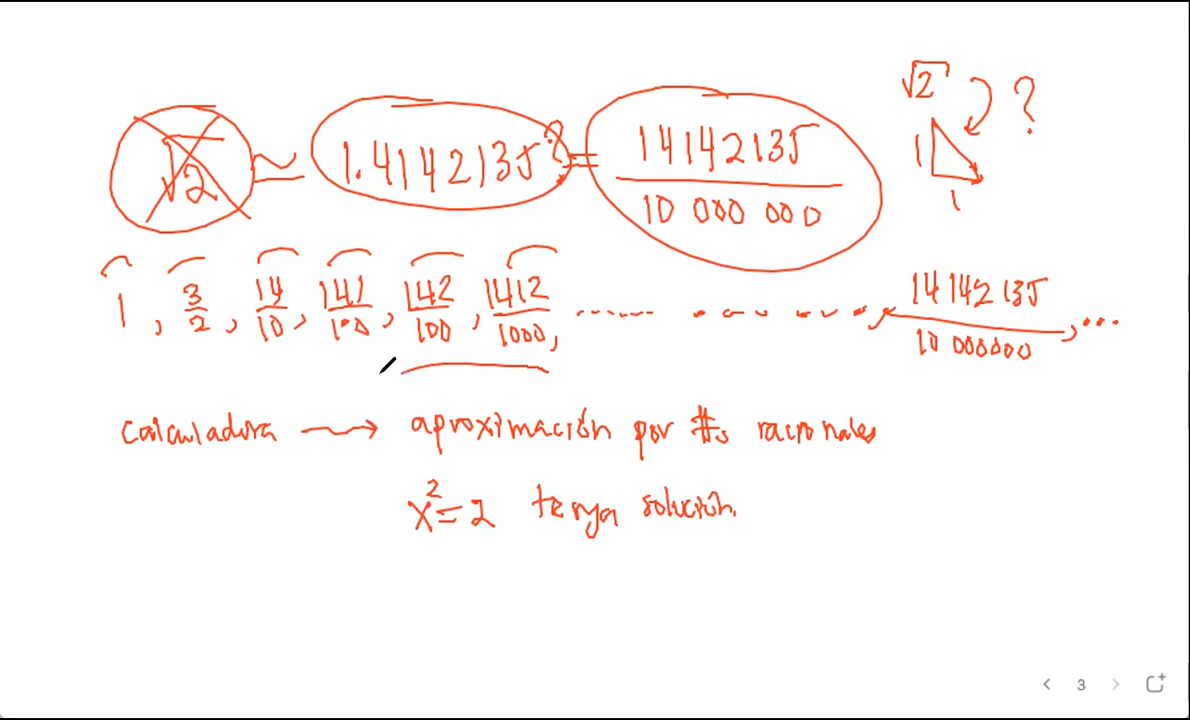 √2 ≃ 1.4142135? = 14142135/10 000 000
√2 ?
1
1
1, 3/2, 14/10, 141/100, 142/100, 1412/1000, ...... 14142135/10 000000, ...
calculadora → aproximación por #s racionales
x² = 2 tenga solución.
3